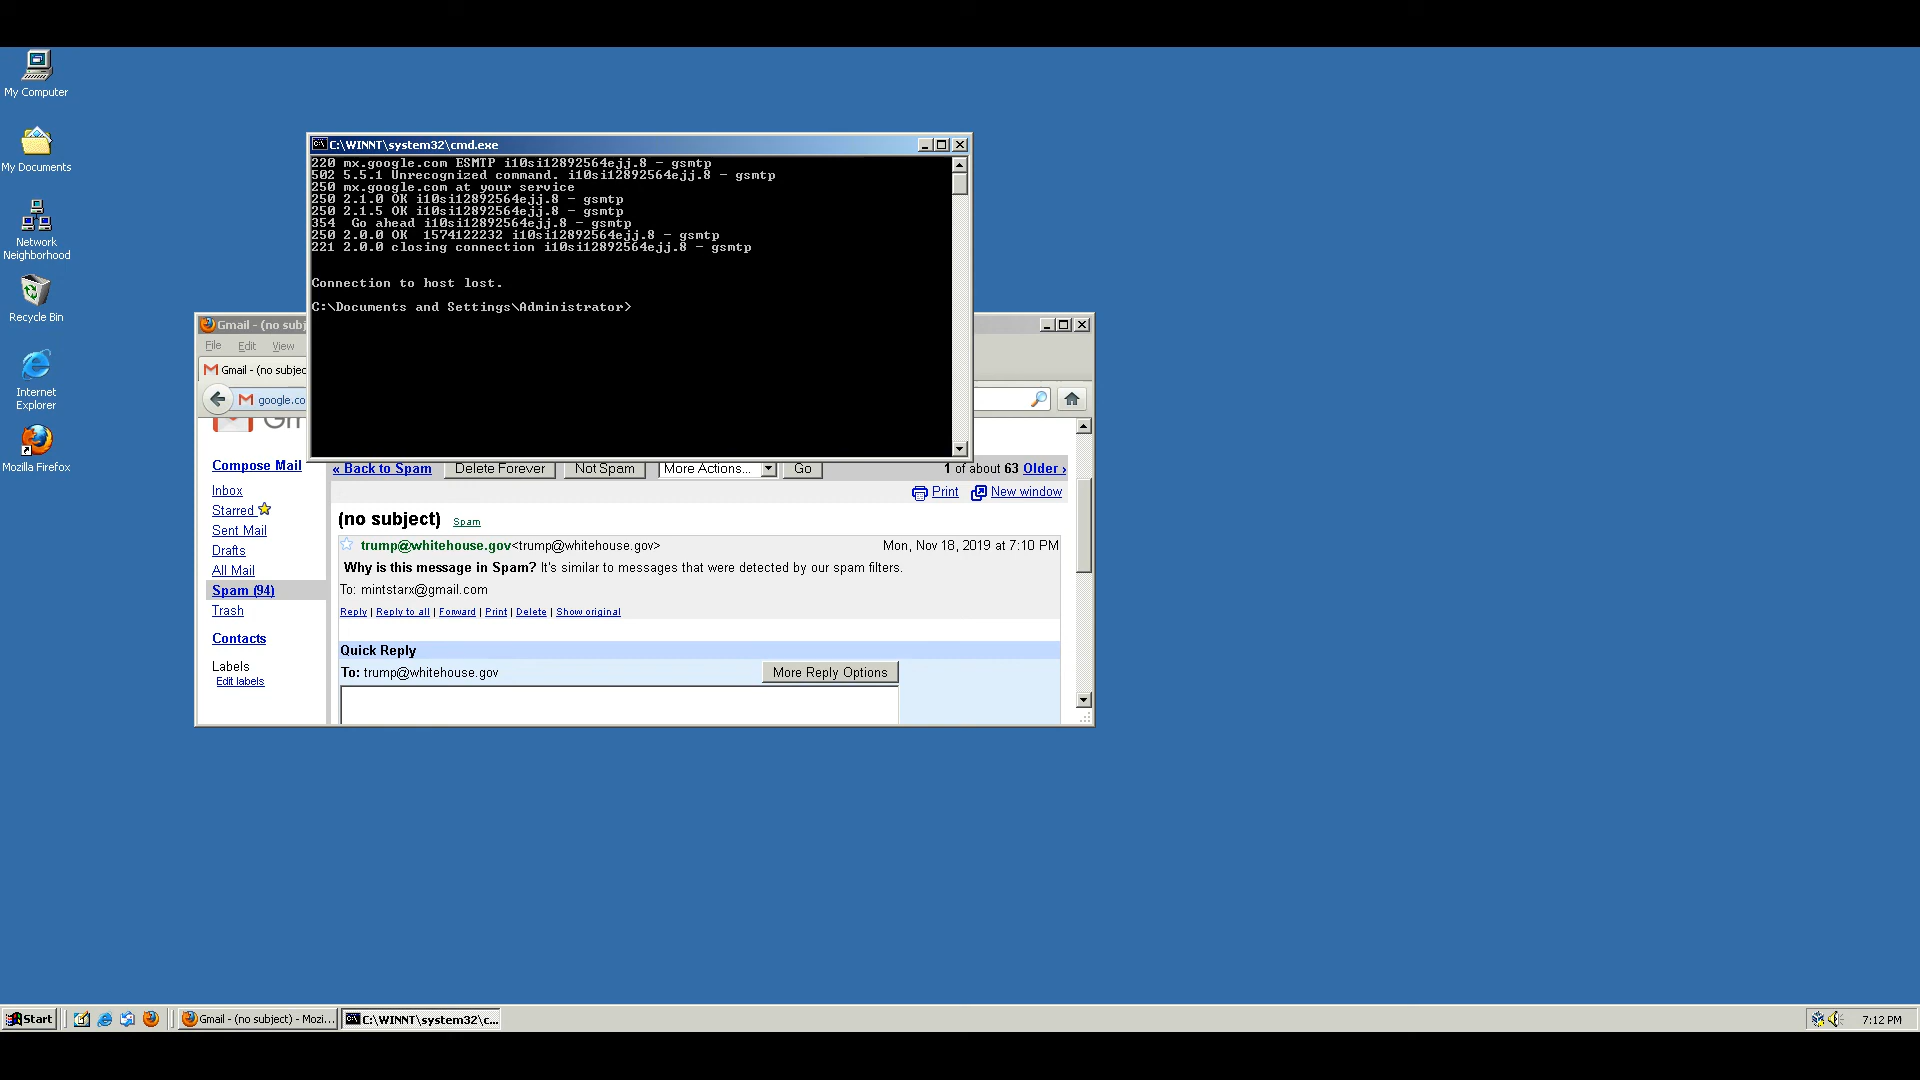 My Computer
My Documents
Network
Neighborhood
Recycle Bin
Internet
Explorer
Mozilla Firefox
C:\WINNT\system32\cmd.exe
220 mx.google.com ESMTP i10si12892564ejj.8 - gsmtp
502 5.5.1 Unrecognized command. i10si12892564ejj.8 - gsmtp
250 mx.google.com at your service
250 2.1.0 OK i10si12892564ejj.8 - gsmtp
250 2.1.5 OK i10si12892564ejj.8 - gsmtp
354  Go ahead i10si12892564ejj.8 - gsmtp
250 2.0.0 OK  1574122232 i10si12892564ejj.8 - gsmtp
221 2.0.0 closing connection i10si12892564ejj.8 - gsmtp
Connection to host lost.
C:\Documents and Settings\Administrator>
Gmail - (no subj
File Edit View
Gmail - (no subjec
google.co
Compose Mail
Inbox
Starred
Sent Mail
Drafts
All Mail
Spam (94)
Trash
Contacts
Labels
Edit labels
« Back to Spam Delete Forever Not Spam More Actions... Go 1 of about 63 Older ›
Print New window
(no subject) Spam
trump@whitehouse.gov<trump@whitehouse.gov> Mon, Nov 18, 2019 at 7:10 PM
Why is this message in Spam? It's similar to messages that were detected by our spam filters.
To: mintstarx@gmail.com
Reply | Reply to all | Forward | Print | Delete | Show original
Quick Reply
To: trump@whitehouse.gov More Reply Options
Start Gmail - (no subject) - Mozi... C:\WINNT\system32\c... 7:12 PM